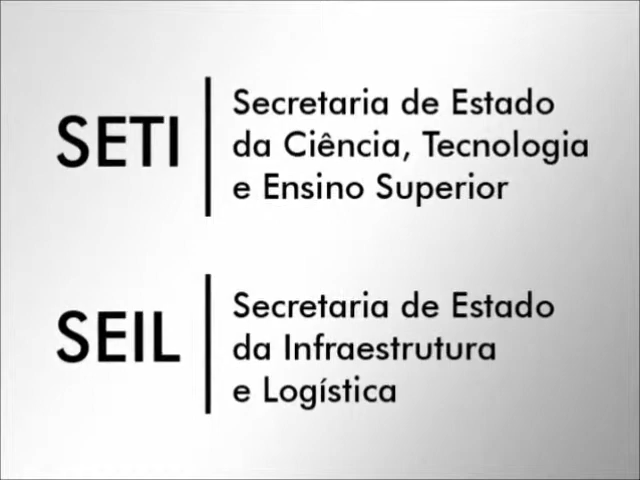 SETI
Secretaria de Estado
da Ciência, Tecnologia
e Ensino Superior
SEIL
Secretaria de Estado
da Infraestrutura
e Logística